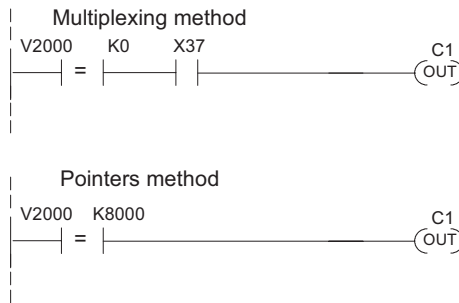 Multiplexing method
V2000 K0 X37 C1
= OUT
Pointers method
V2000 K8000 C1
= OUT